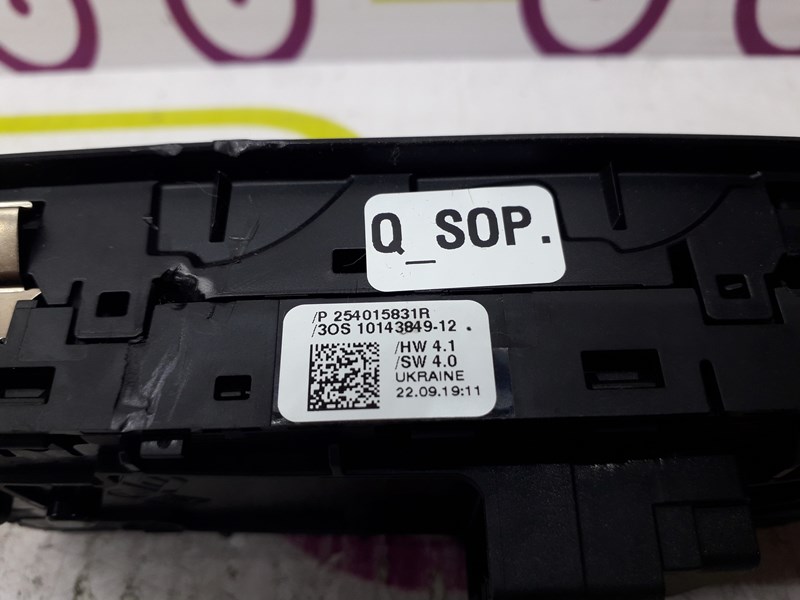 Q_SOP.
/P 254015831R
/3OS 10143849-12 .
/HW 4.1
/SW 4.0
UKRAINE
22.09.19:11